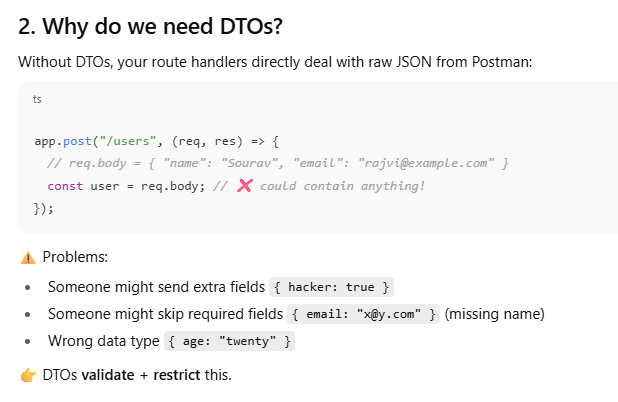 2. Why do we need DTOs?
Without DTOs, your route handlers directly deal with raw JSON from Postman:
ts
app.post("/users", (req, res) => {
  // req.body = { "name": "Sourav", "email": "rajvi@example.com" }
  const user = req.body; // ❌ could contain anything!
});
⚠️ Problems:
• Someone might send extra fields { hacker: true }
• Someone might skip required fields { email: "x@y.com" } (missing name)
• Wrong data type { age: "twenty" }
👉 DTOs validate + restrict this.